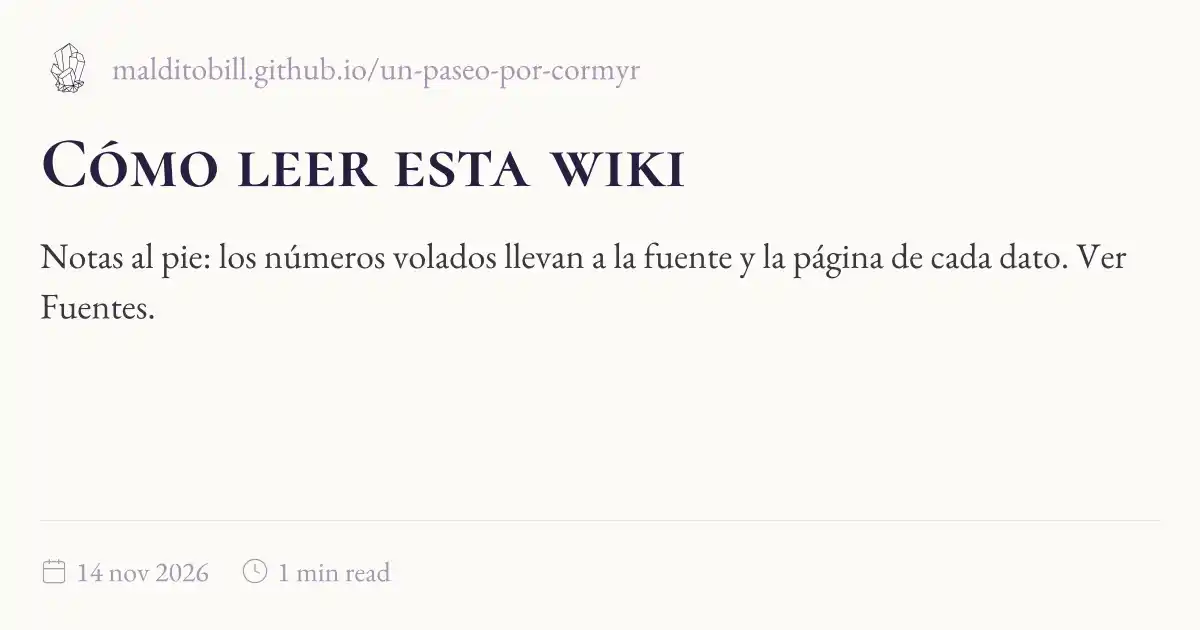 malditobill.github.io/un-paseo-por-cormyr
Cómo leer esta wiki
Notas al pie: los números volados llevan a la fuente y la página de cada dato. Ver
Fuentes.
14 nov 2026 1 min read